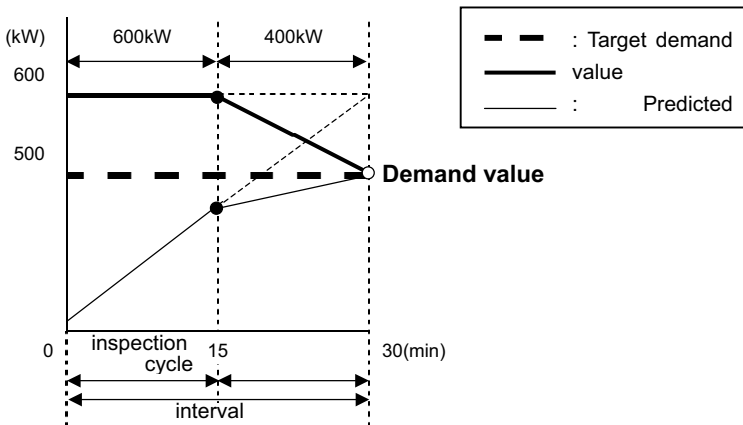 (kW)
600kW
400kW
600
500
: Target demand
value
: Predicted
Demand value
0
inspection
cycle
15
30(min)
interval